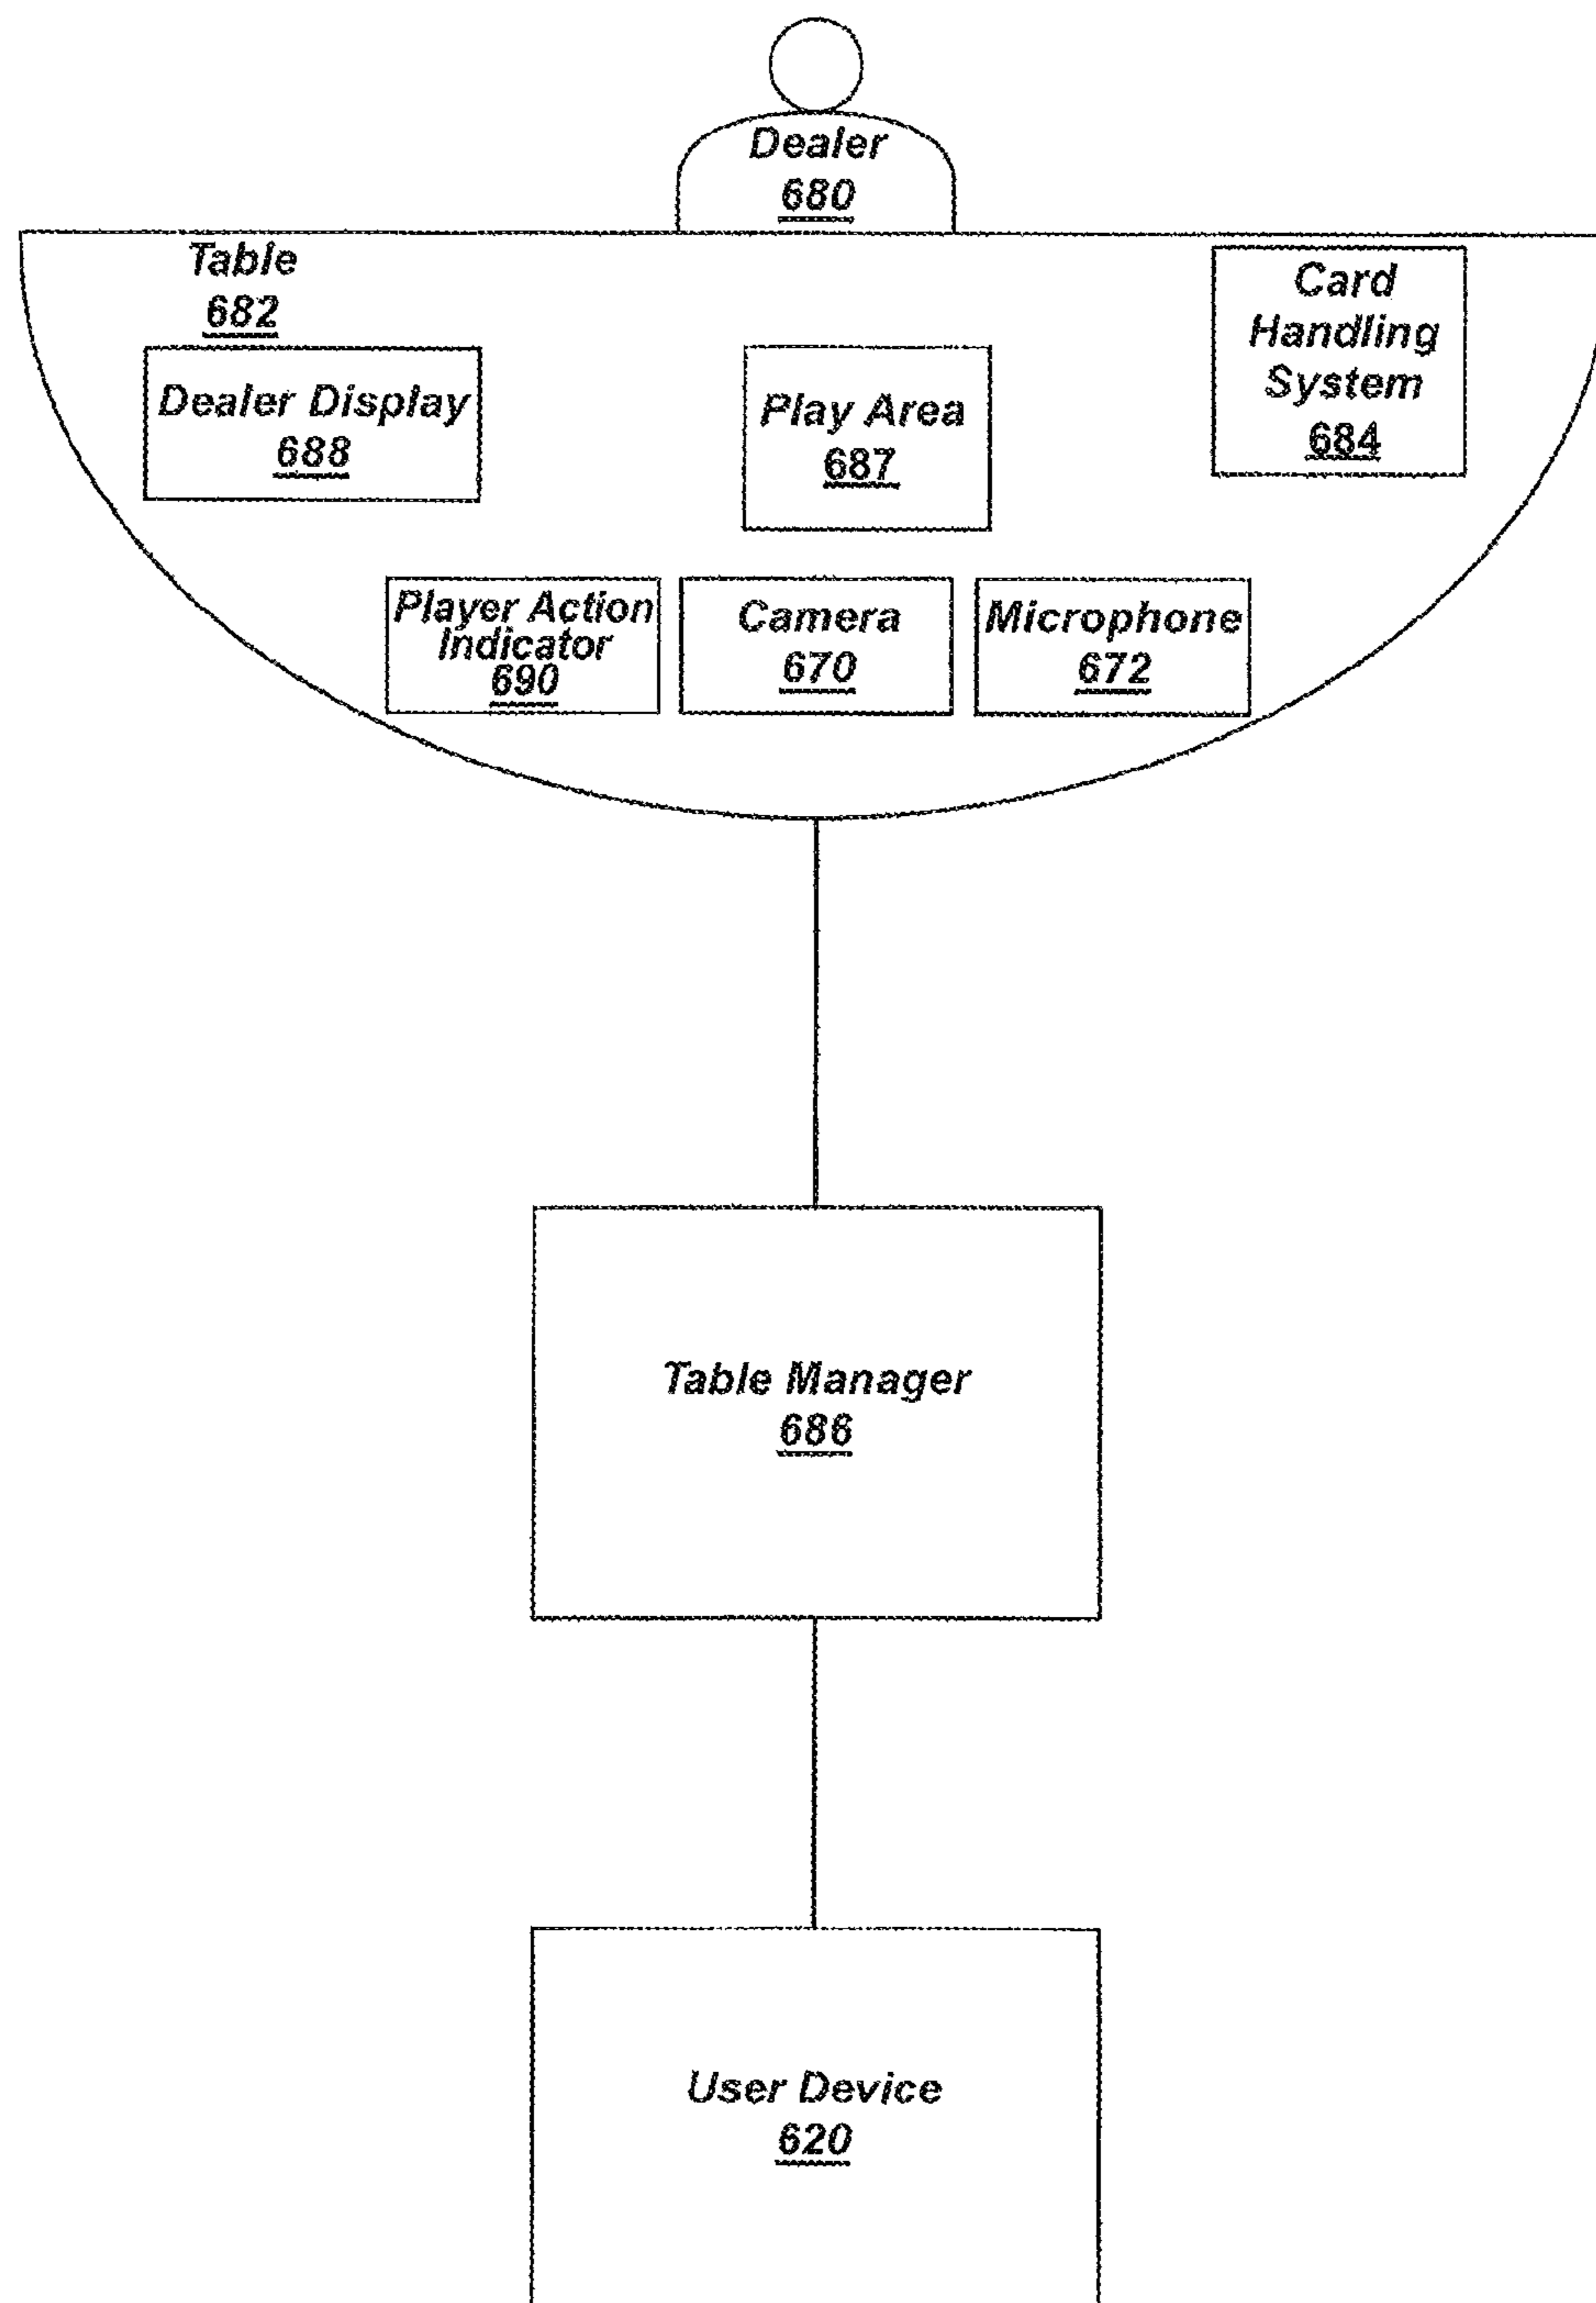 Dealer
680
Table
682
Card
Handling
System
684
Dealer Display
688
Play Area
687
Player Action
Indicator
690
Camera
670
Microphone
672
Table Manager
686
User Device
620